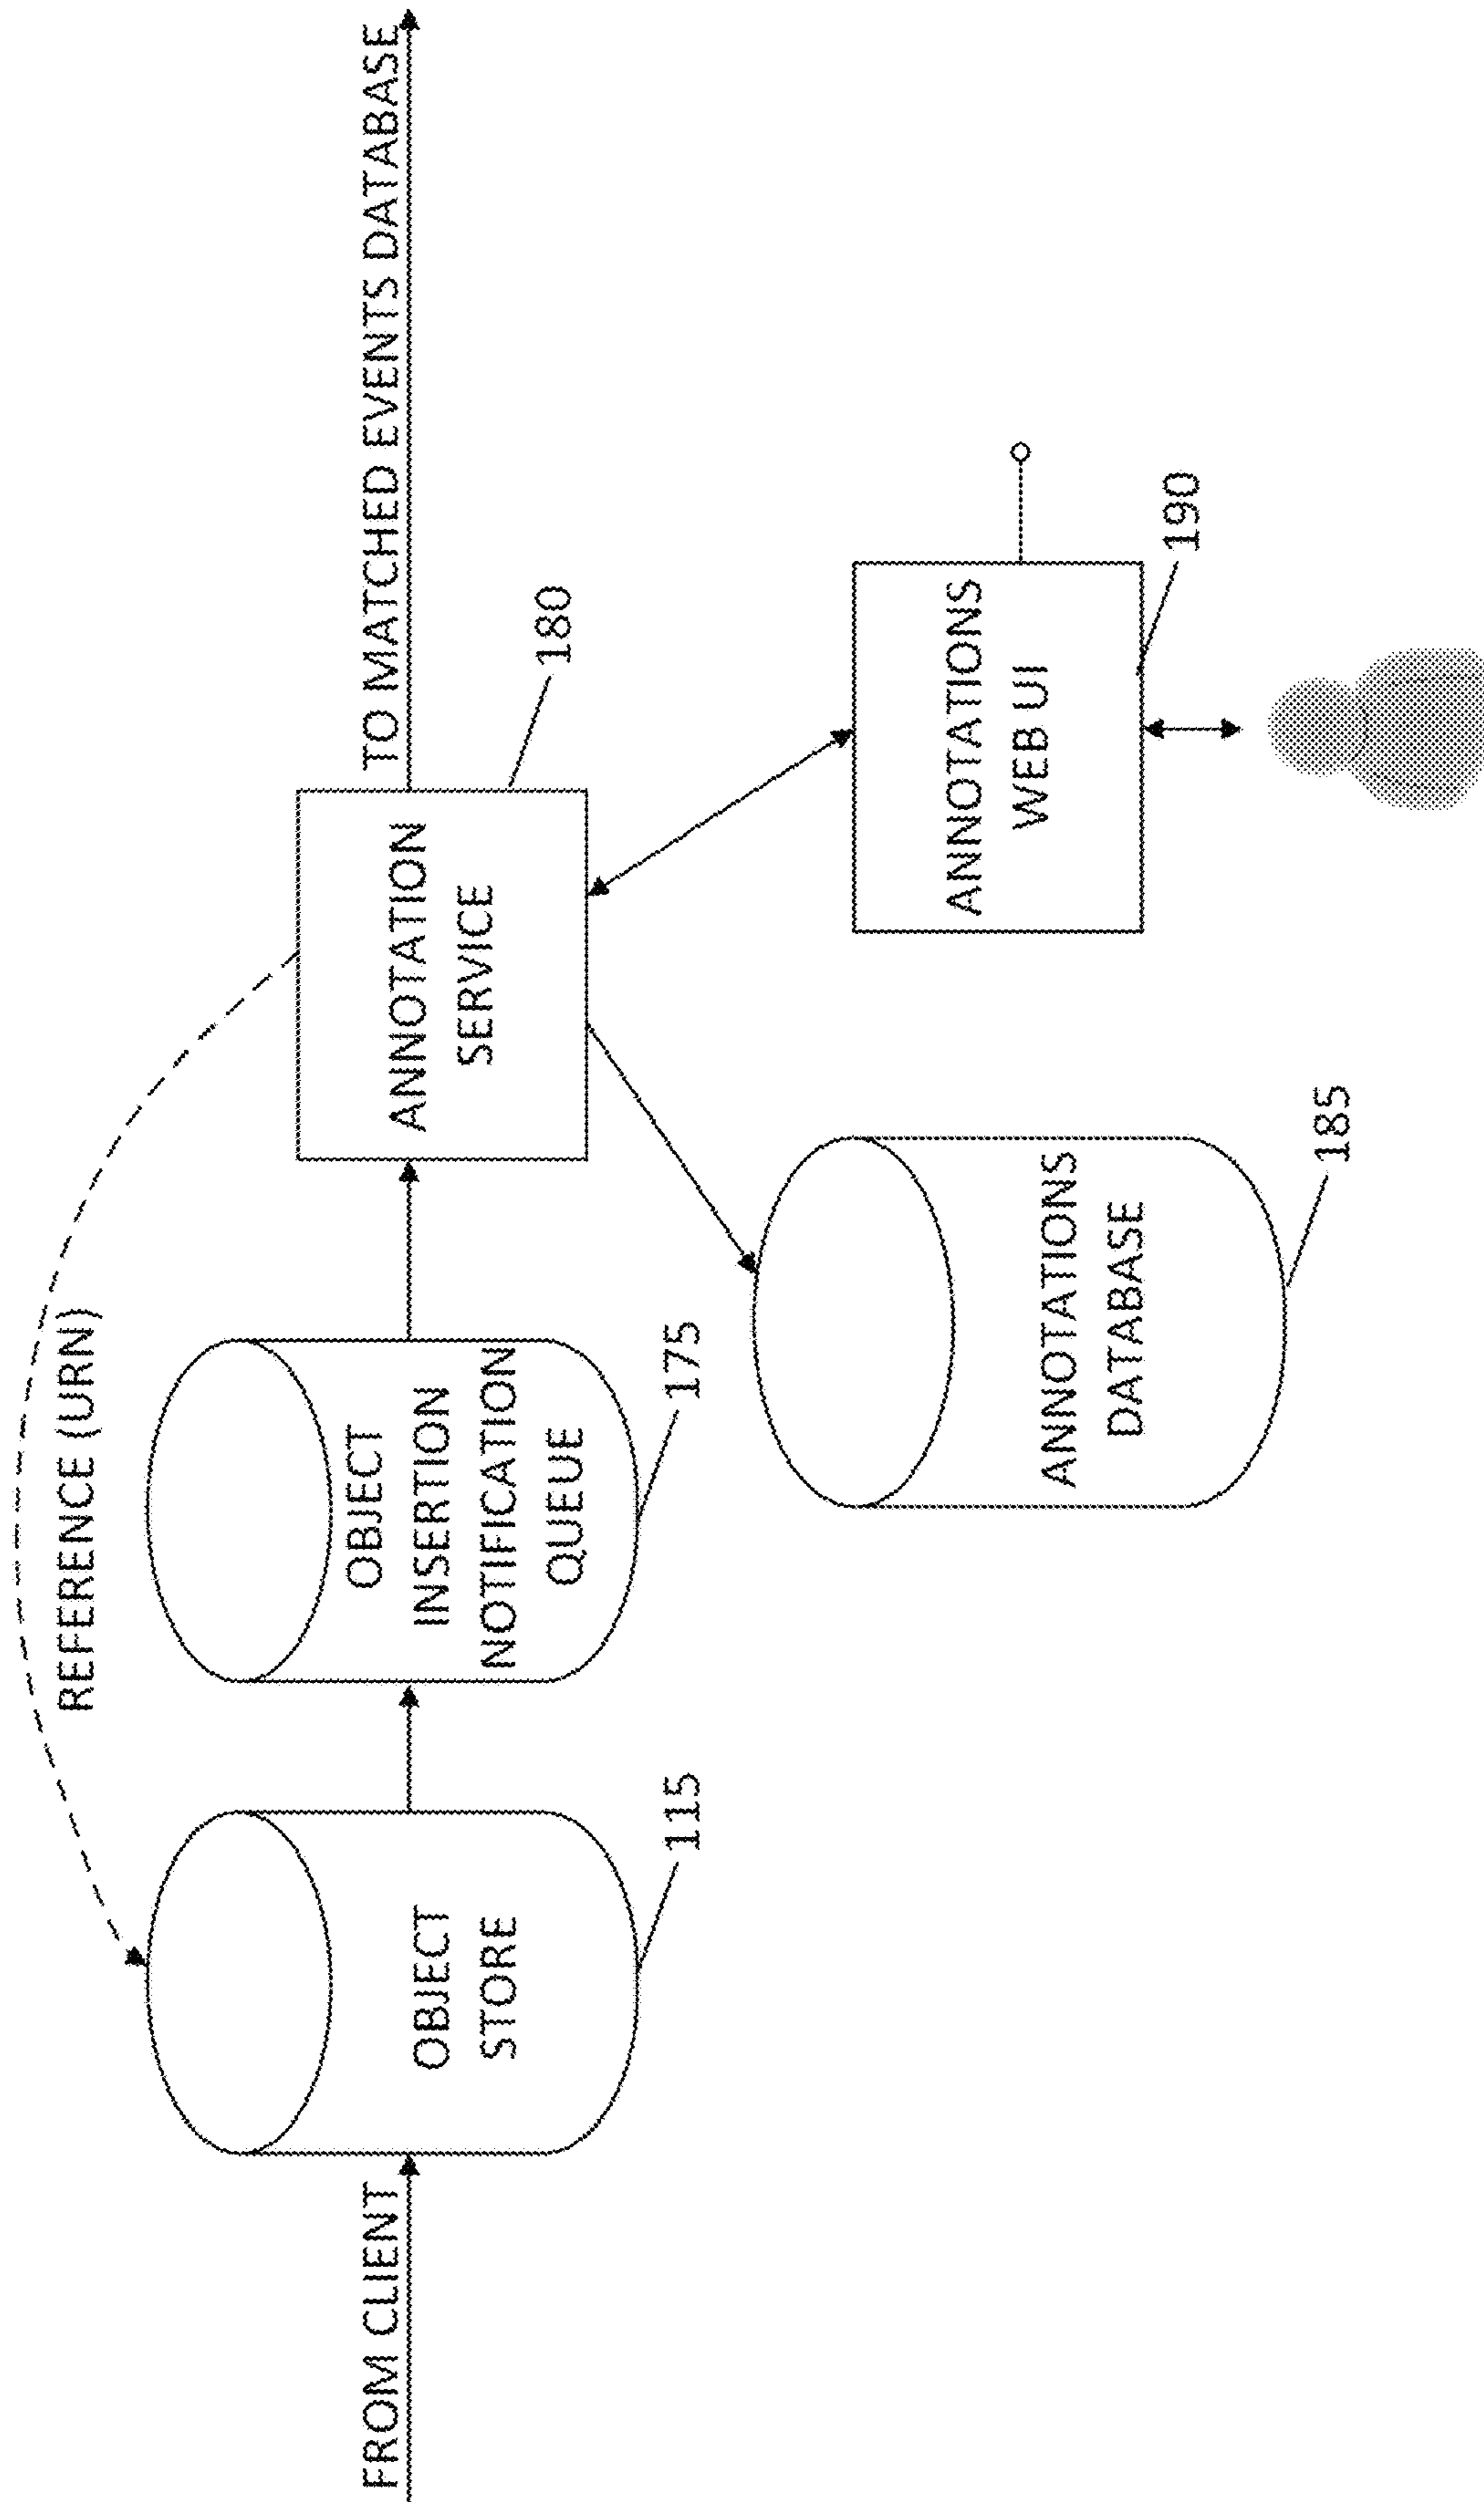 REFERENCE (URN)
FROM CLIENT
TO MATCHED EVENTS DATABASE
OBJECT
STORE
115
OBJECT
INSERTION
NOTIFICATION
QUEUE
175
ANNOTATION
SERVICE
180
ANNOTATIONS
DATABASE
185
ANNOTATIONS
WEB UI
190